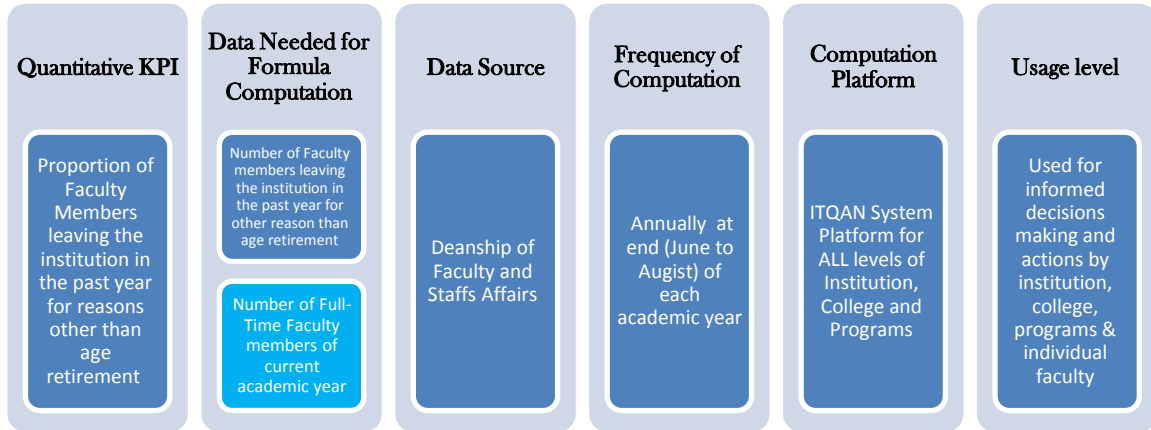 Quantitative KPI
Proportion of
Faculty
Members
leaving the
institution in
the past year
for reasons
other than
age
retirement
Data Needed for
Formula
Computation
Number of Faculty
members leaving
the institution in
the past year for
other reason than
age retirement
Number of Full-
Time Faculty
members of
current
academic year
Data Source
Deanship of
Faculty and
Staffs Affairs
Frequency of
Computation
Annually at
end (June to
Augist) of
each
academic year
Computation
Platform
ITQAN System
Platform for
ALL levels of
Institution,
College and
Programs
Usage level
Used for
informed
decisions
making and
actions by
institution,
college,
programs &
individual
faculty